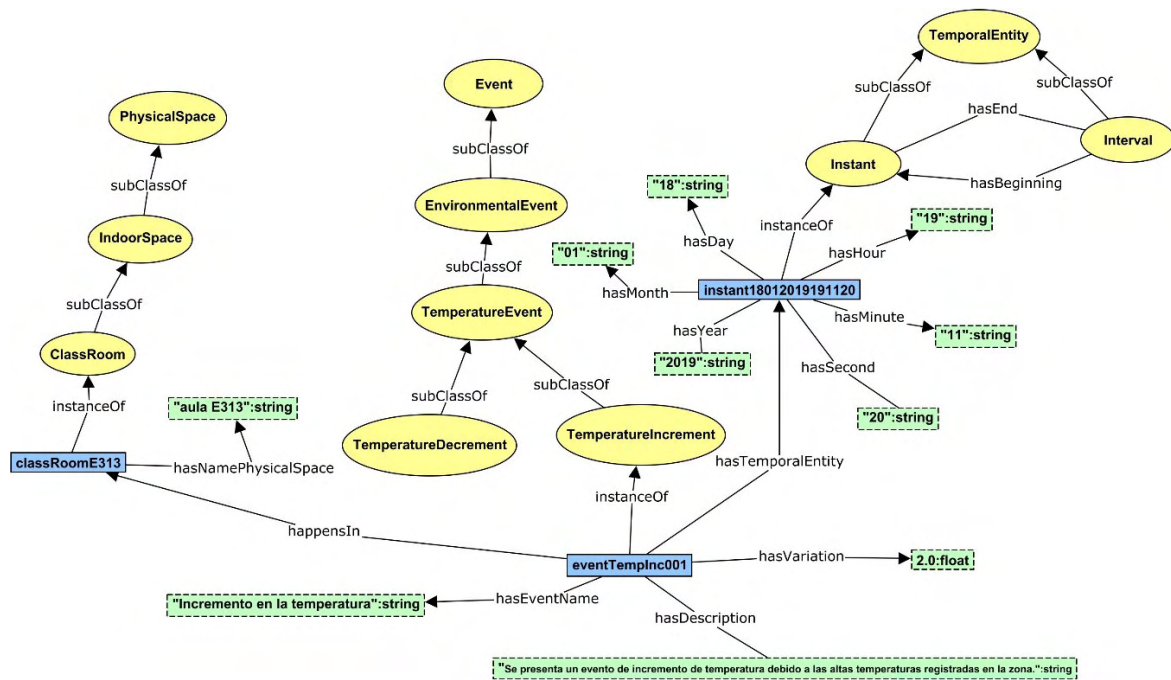 TemporalEntity
Event
subClassOf
subClassOf
PhysicalSpace
hasEnd
subClassOf
Instant
Interval
subClassOf
"18":string
hasBeginning
EnvironmentalEvent
instanceOf
"19":string
IndoorSpace
"01":string
hasDay
hasHour
subClassOf
hasMonth
instant18012019191120
subClassOf
TemperatureEvent
hasYear
hasMinute
"11":string
ClassRoom
"2019":string
hasSecond
subClassOf
subClassOf
instanceOf
"aula E313":string
"20":string
TemperatureDecrement
TemperatureIncrement
classRoomE313
hasNamePhysicalSpace
hasTemporalEntity
instanceOf
happensIn
eventTempInc001
hasVariation
2.0:float
"Incremento en la temperatura":string
hasEventName
hasDescription
"Se presenta un evento de incremento de temperatura debido a las altas temperaturas registradas en la zona.":string